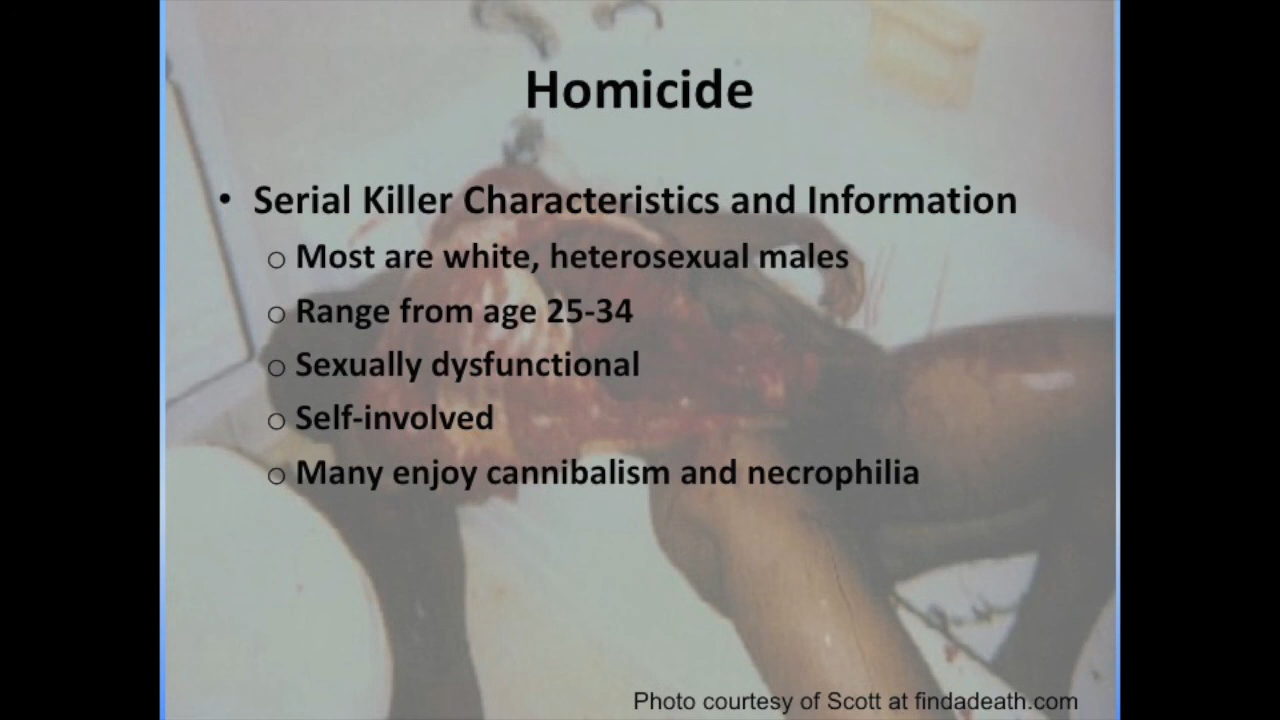 Homicide
• Serial Killer Characteristics and Information
o Most are white, heterosexual males
o Range from age 25-34
o Sexually dysfunctional
o Self-involved
o Many enjoy cannibalism and necrophilia
Photo courtesy of Scott at findadeath.com